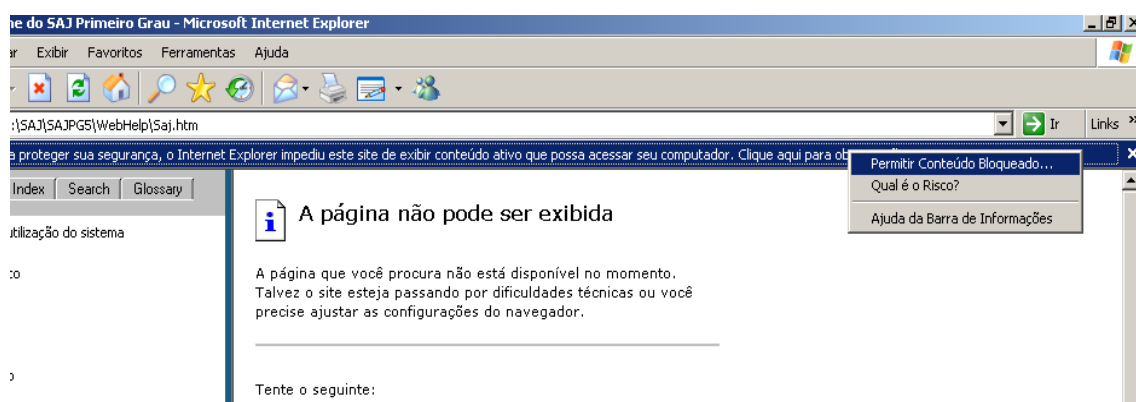 ne do SAJ Primeiro Grau - Microsoft Internet Explorer
ar Exibir Favoritos Ferramentas Ajuda
:\SAJ\SAJPG5\WebHelp\Saj.htm Ir Links »
a proteger sua segurança, o Internet Explorer impediu este site de exibir conteúdo ativo que possa acessar seu computador. Clique aqui para ob
Permitir Conteúdo Bloqueado...
Qual é o Risco?
Ajuda da Barra de Informações
Index Search Glossary
utilização do sistema
to
o
A página não pode ser exibida
A página que você procura não está disponível no momento.
Talvez o site esteja passando por dificuldades técnicas ou você
precise ajustar as configurações do navegador.
Tente o seguinte: